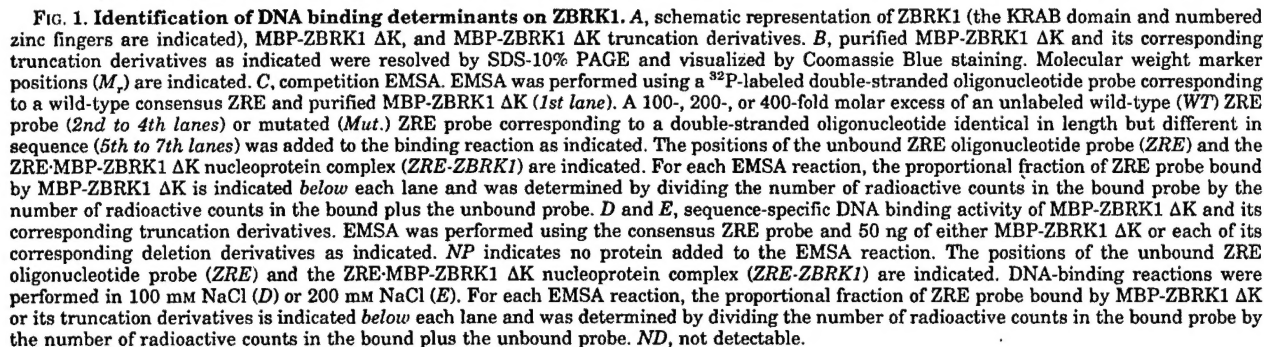 FIG. 1. Identification of DNA binding determinants on ZBRK1. A, schematic representation of ZBRK1 (the KRAB domain and numbered
zinc fingers are indicated), MBP-ZBRK1 ΔK, and MBP-ZBRK1 ΔK truncation derivatives. B, purified MBP-ZBRK1 ΔK and its corresponding
truncation derivatives as indicated were resolved by SDS-10% PAGE and visualized by Coomassie Blue staining. Molecular weight marker
positions (Mr) are indicated. C, competition EMSA. EMSA was performed using a ³²P-labeled double-stranded oligonucleotide probe corresponding
to a wild-type consensus ZRE and purified MBP-ZBRK1 ΔK (1st lane). A 100-, 200-, or 400-fold molar excess of an unlabeled wild-type (WT) ZRE
probe (2nd to 4th lanes) or mutated (Mut.) ZRE probe corresponding to a double-stranded oligonucleotide identical in length but different in
sequence (5th to 7th lanes) was added to the binding reaction as indicated. The positions of the unbound ZRE oligonucleotide probe (ZRE) and the
ZRE·MBP-ZBRK1 ΔK nucleoprotein complex (ZRE-ZBRK1) are indicated. For each EMSA reaction, the proportional fraction of ZRE probe bound
by MBP-ZBRK1 ΔK is indicated below each lane and was determined by dividing the number of radioactive counts in the bound probe by the
number of radioactive counts in the bound plus the unbound probe. D and E, sequence-specific DNA binding activity of MBP-ZBRK1 ΔK and its
corresponding truncation derivatives. EMSA was performed using the consensus ZRE probe and 50 ng of either MBP-ZBRK1 ΔK or each of its
corresponding deletion derivatives as indicated. NP indicates no protein added to the EMSA reaction. The positions of the unbound ZRE
oligonucleotide probe (ZRE) and the ZRE·MBP-ZBRK1 ΔK nucleoprotein complex (ZRE-ZBRK1) are indicated. DNA-binding reactions were
performed in 100 mM NaCl (D) or 200 mM NaCl (E). For each EMSA reaction, the proportional fraction of ZRE probe bound by MBP-ZBRK1 ΔK
or its truncation derivatives is indicated below each lane and was determined by dividing the number of radioactive counts in the bound probe by
the number of radioactive counts in the bound plus the unbound probe. ND, not detectable.